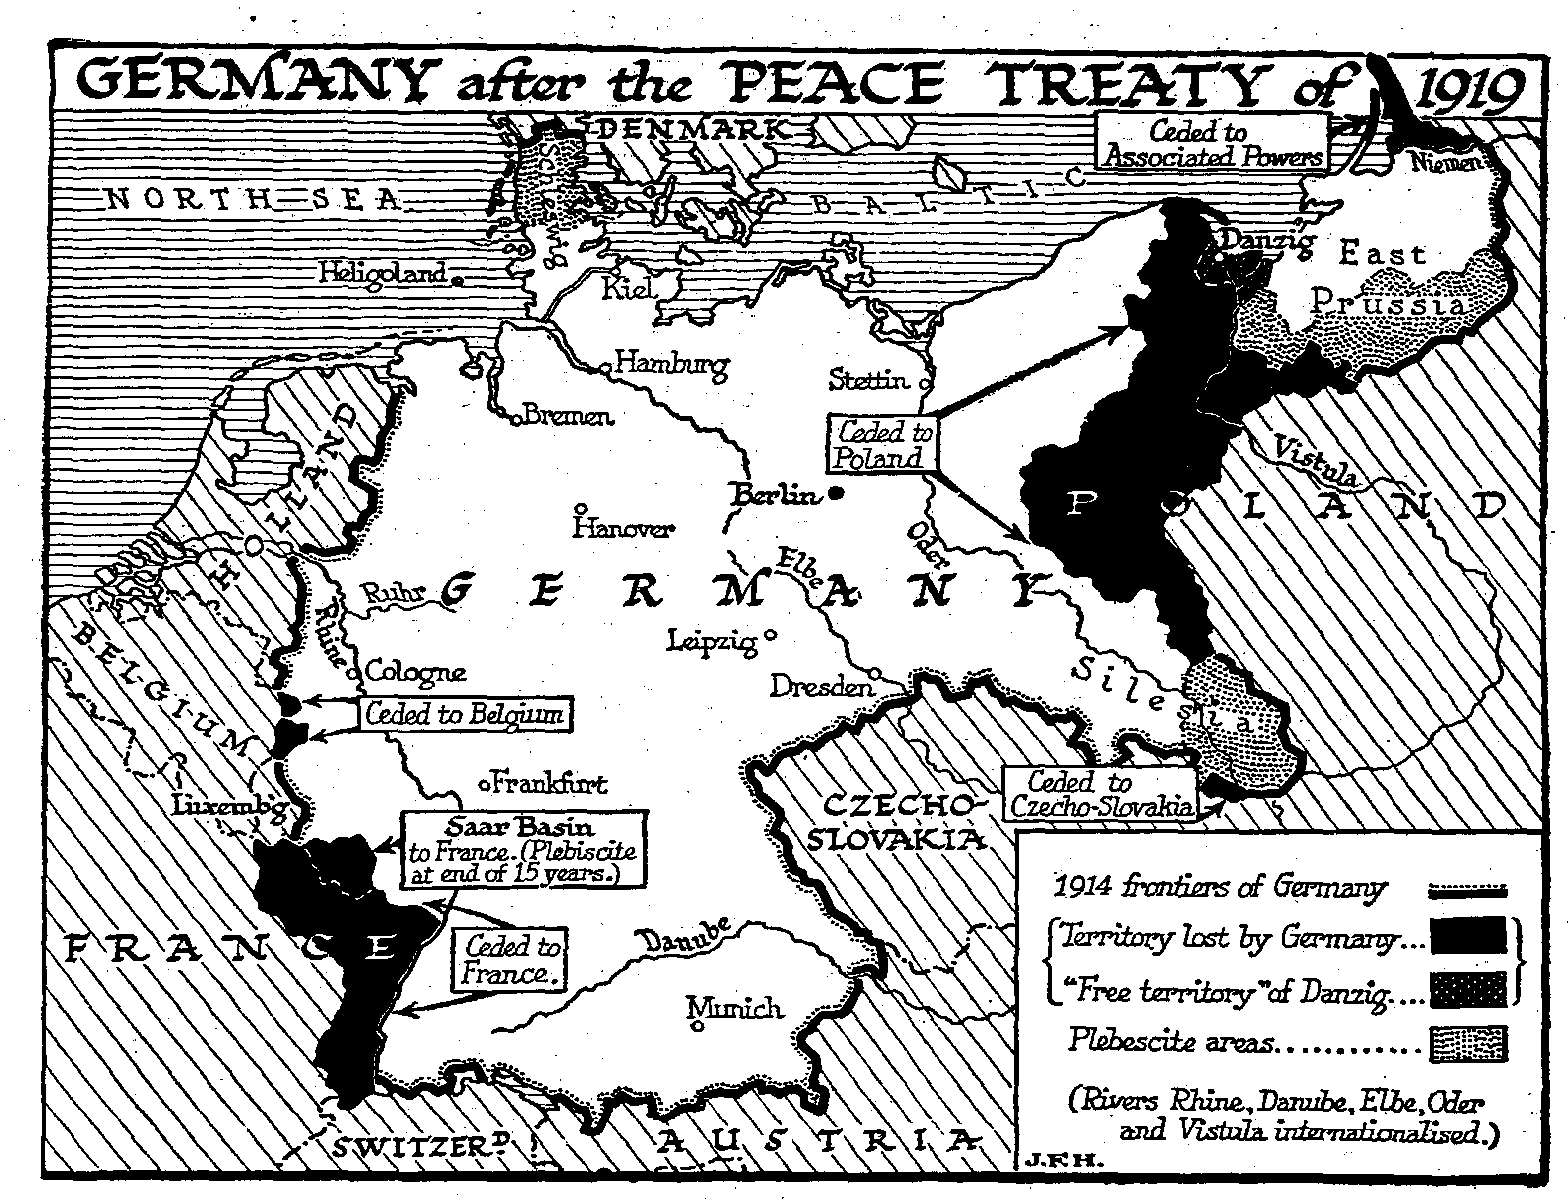 GERMANY after the PEACE TREATY of 1919
DENMARK
Ceded to
Associated Powers
Niemen
NORTH SEA
BALTIC
Danzig
East
Prussia
Heligoland
Kiel
Hamburg
Stettin
Bremen
Ceded to
Poland
HOLLAND
Vistula
Berlin
POLAND
Hanover
Oder
Elbe
Ruhr
GERMANY
Rhine
BELGIUM
Leipzig
Cologne
Dresden
Silesia
Ceded to Belgium
Frankfurt
Luxemb'g
Ceded to
Czecho-Slovakia
CZECHO-
SLOVAKIA
Saar Basin
to France. (Plebiscite
at end of 15 years.)
FRANCE
Ceded to
France.
Danube
Munich
SWITZERD.
AUSTRIA
1914 frontiers of Germany
Territory lost by Germany...
"Free territory" of Danzig....
Plebescite areas............
(Rivers Rhine, Danube, Elbe, Oder
and Vistula internationalised.)
J.F.H.